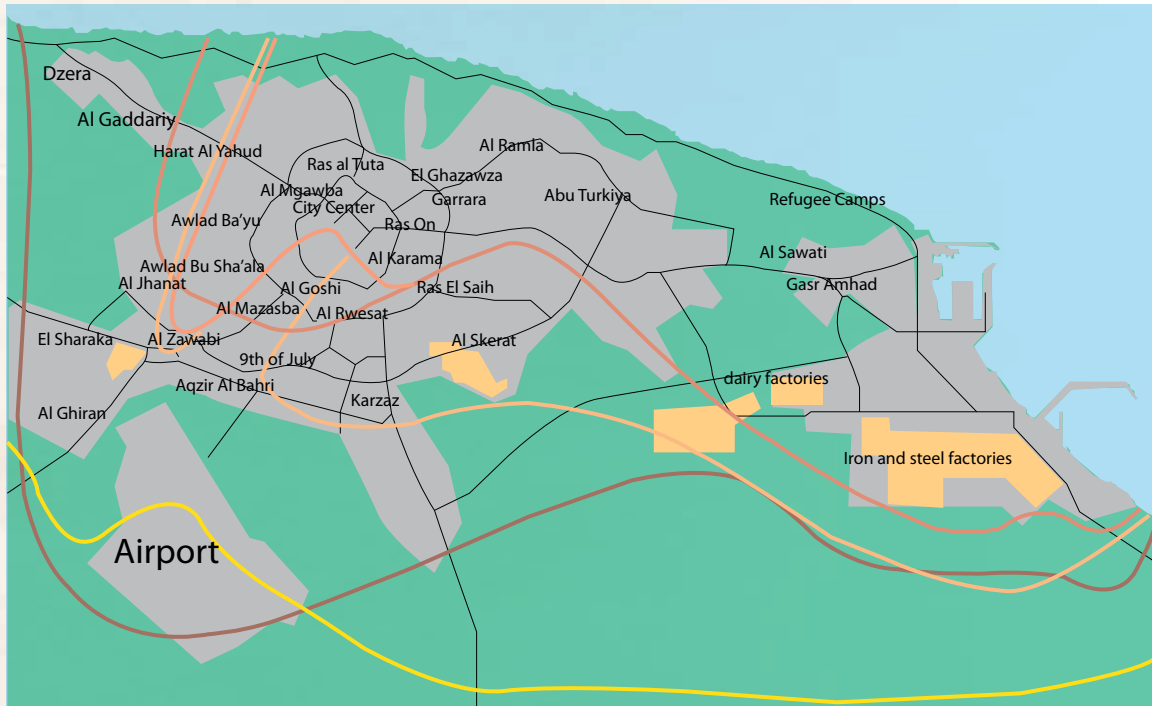 Dzera
Al Gaddariy
Harat Al Yahud
Al Ramla
Ras al Tuta
El Ghazawza
Al Mgawba
Garrara
Abu Turkiya
Refugee Camps
City Center
Awlad Ba'yu
Ras On
Al Karama
Al Sawati
Awlad Bu Sha'ala
Al Jhanat
Al Goshi
Ras El Saih
Gasr Amhad
Al Mazasba
Al Rwesat
El Sharaka
Al Zawabi
Al Skerat
9th of July
Aqzir Al Bahri
dairy factories
Karzaz
Al Ghiran
Iron and steel factories
Airport